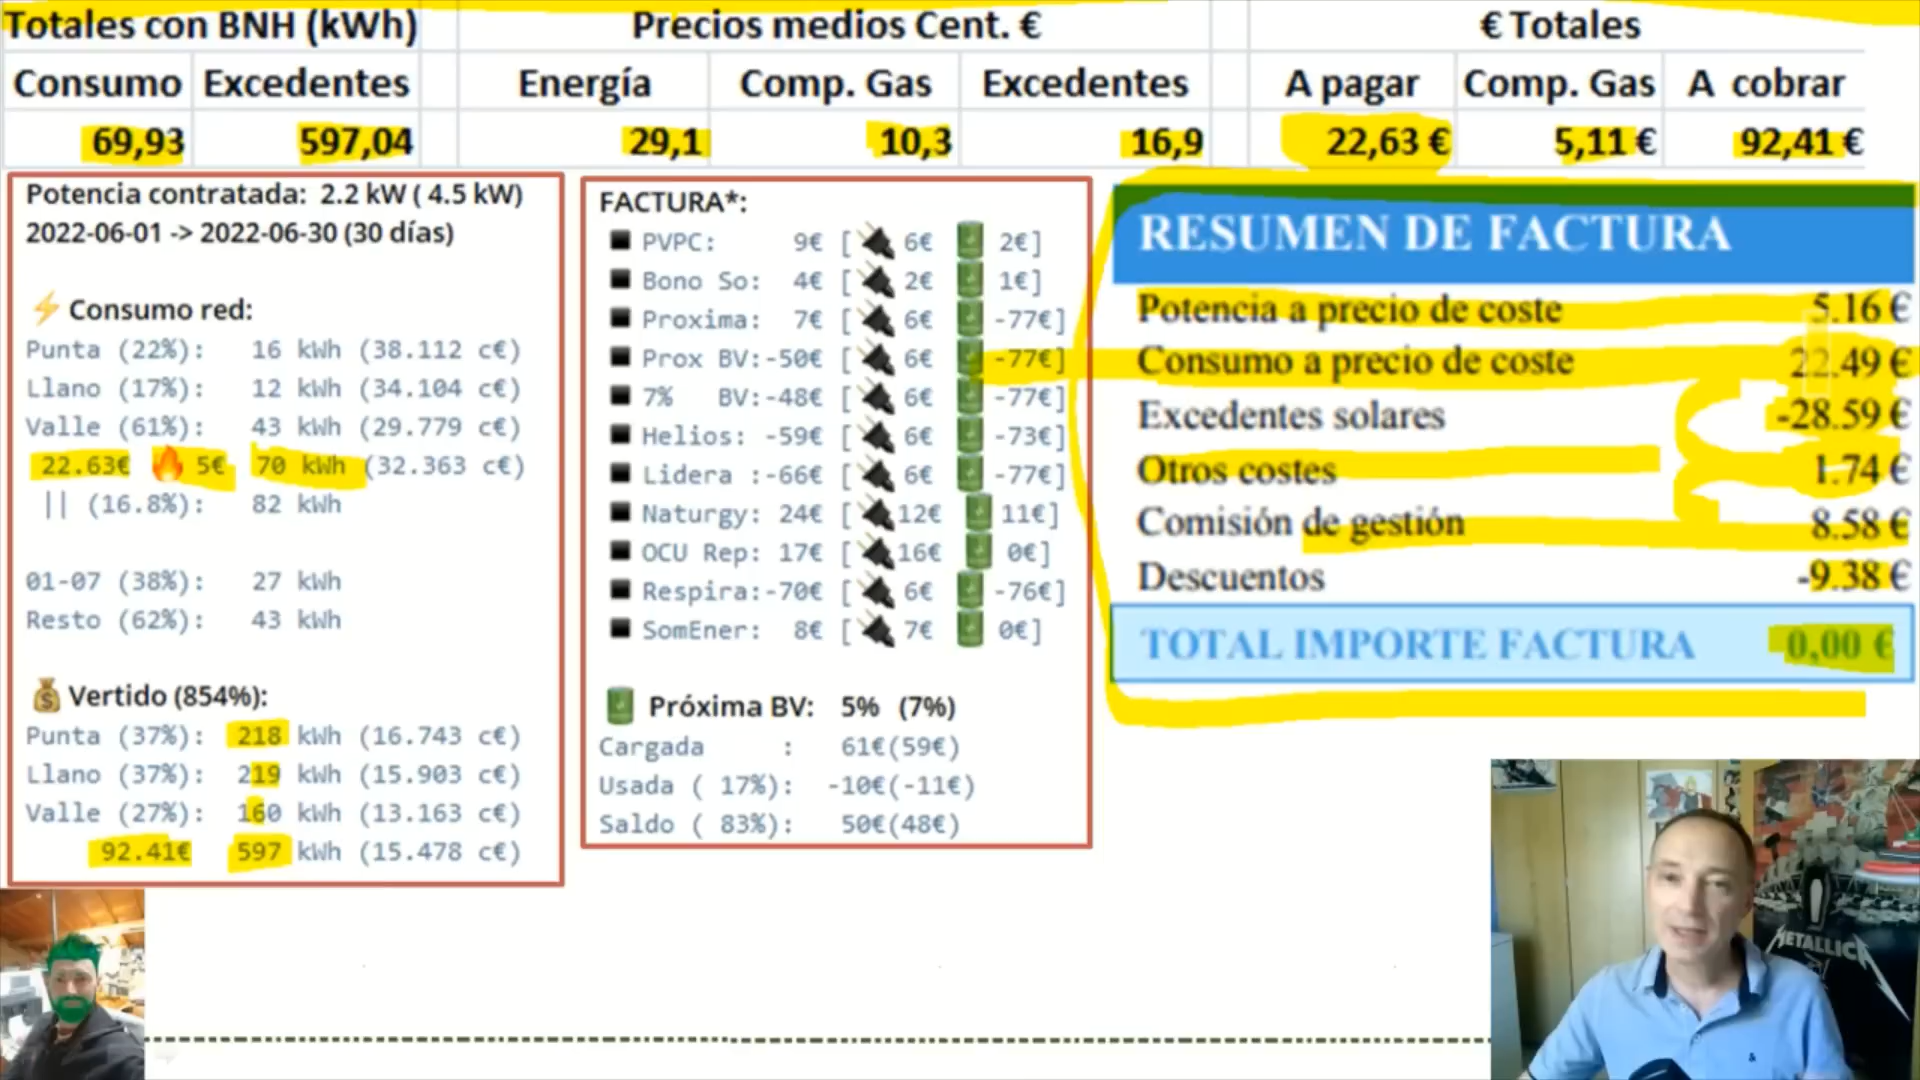 Totales con BNH (kWh) Precios medios Cent. € € Totales
Consumo Excedentes Energía Comp. Gas Excedentes A pagar Comp. Gas A cobrar
69,93 597,04 29,1 10,3 16,9 22,63 € 5,11 € 92,41 €
Potencia contratada: 2.2 kW ( 4.5 kW)
2022-06-01 -> 2022-06-30 (30 días)
⚡ Consumo red:
Punta (22%): 16 kWh (38.112 c€)
Llano (17%): 12 kWh (34.104 c€)
Valle (61%): 43 kWh (29.779 c€)
22.63€ 🔥 5€ 70 kWh (32.363 c€)
|| (16.8%): 82 kWh
01-07 (38%): 27 kWh
Resto (62%): 43 kWh
💰 Vertido (854%):
Punta (37%): 218 kWh (16.743 c€)
Llano (37%): 219 kWh (15.903 c€)
Valle (27%): 160 kWh (13.163 c€)
92.41€ 597 kWh (15.478 c€)
FACTURA*:
PVPC: 9€ [ 6€ 2€]
Bono So: 4€ [ 2€ 1€]
Proxima: 7€ [ 6€ -77€]
Prox BV:-50€ [ 6€ -77€]
7% BV:-48€ [ 6€ -77€]
Helios: -59€ [ 6€ -73€]
Lidera :-66€ [ 6€ -77€]
Naturgy: 24€ [ 12€ 11€]
OCU Rep: 17€ [ 16€ 0€]
Respira:-70€ [ 6€ -76€]
SomEner: 8€ [ 7€ 0€]
Próxima BV: 5% (7%)
Cargada : 61€(59€)
Usada ( 17%): -10€(-11€)
Saldo ( 83%): 50€(48€)
RESUMEN DE FACTURA
Potencia a precio de coste 5.16 €
Consumo a precio de coste 22.49 €
Excedentes solares -28.59 €
Otros costes 1.74 €
Comisión de gestión 8.58 €
Descuentos -9.38 €
TOTAL IMPORTE FACTURA 0,00 €
METALLICA